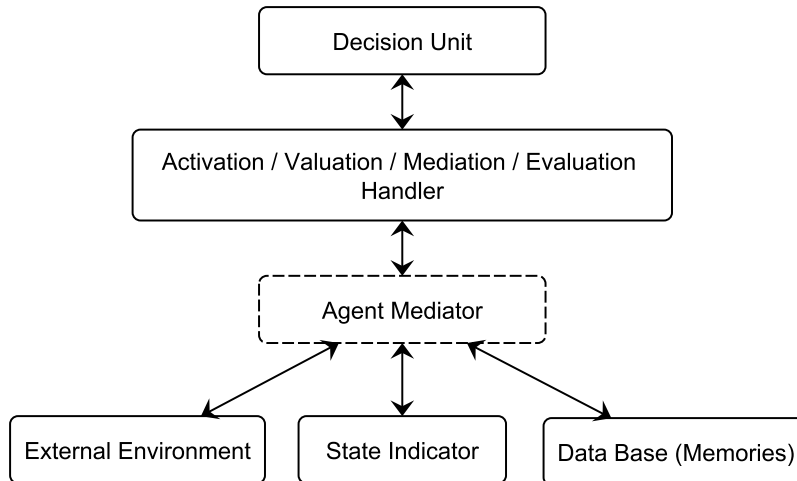 Decision Unit
Activation / Valuation / Mediation / Evaluation
Handler
Agent Mediator
External Environment
State Indicator
Data Base (Memories)